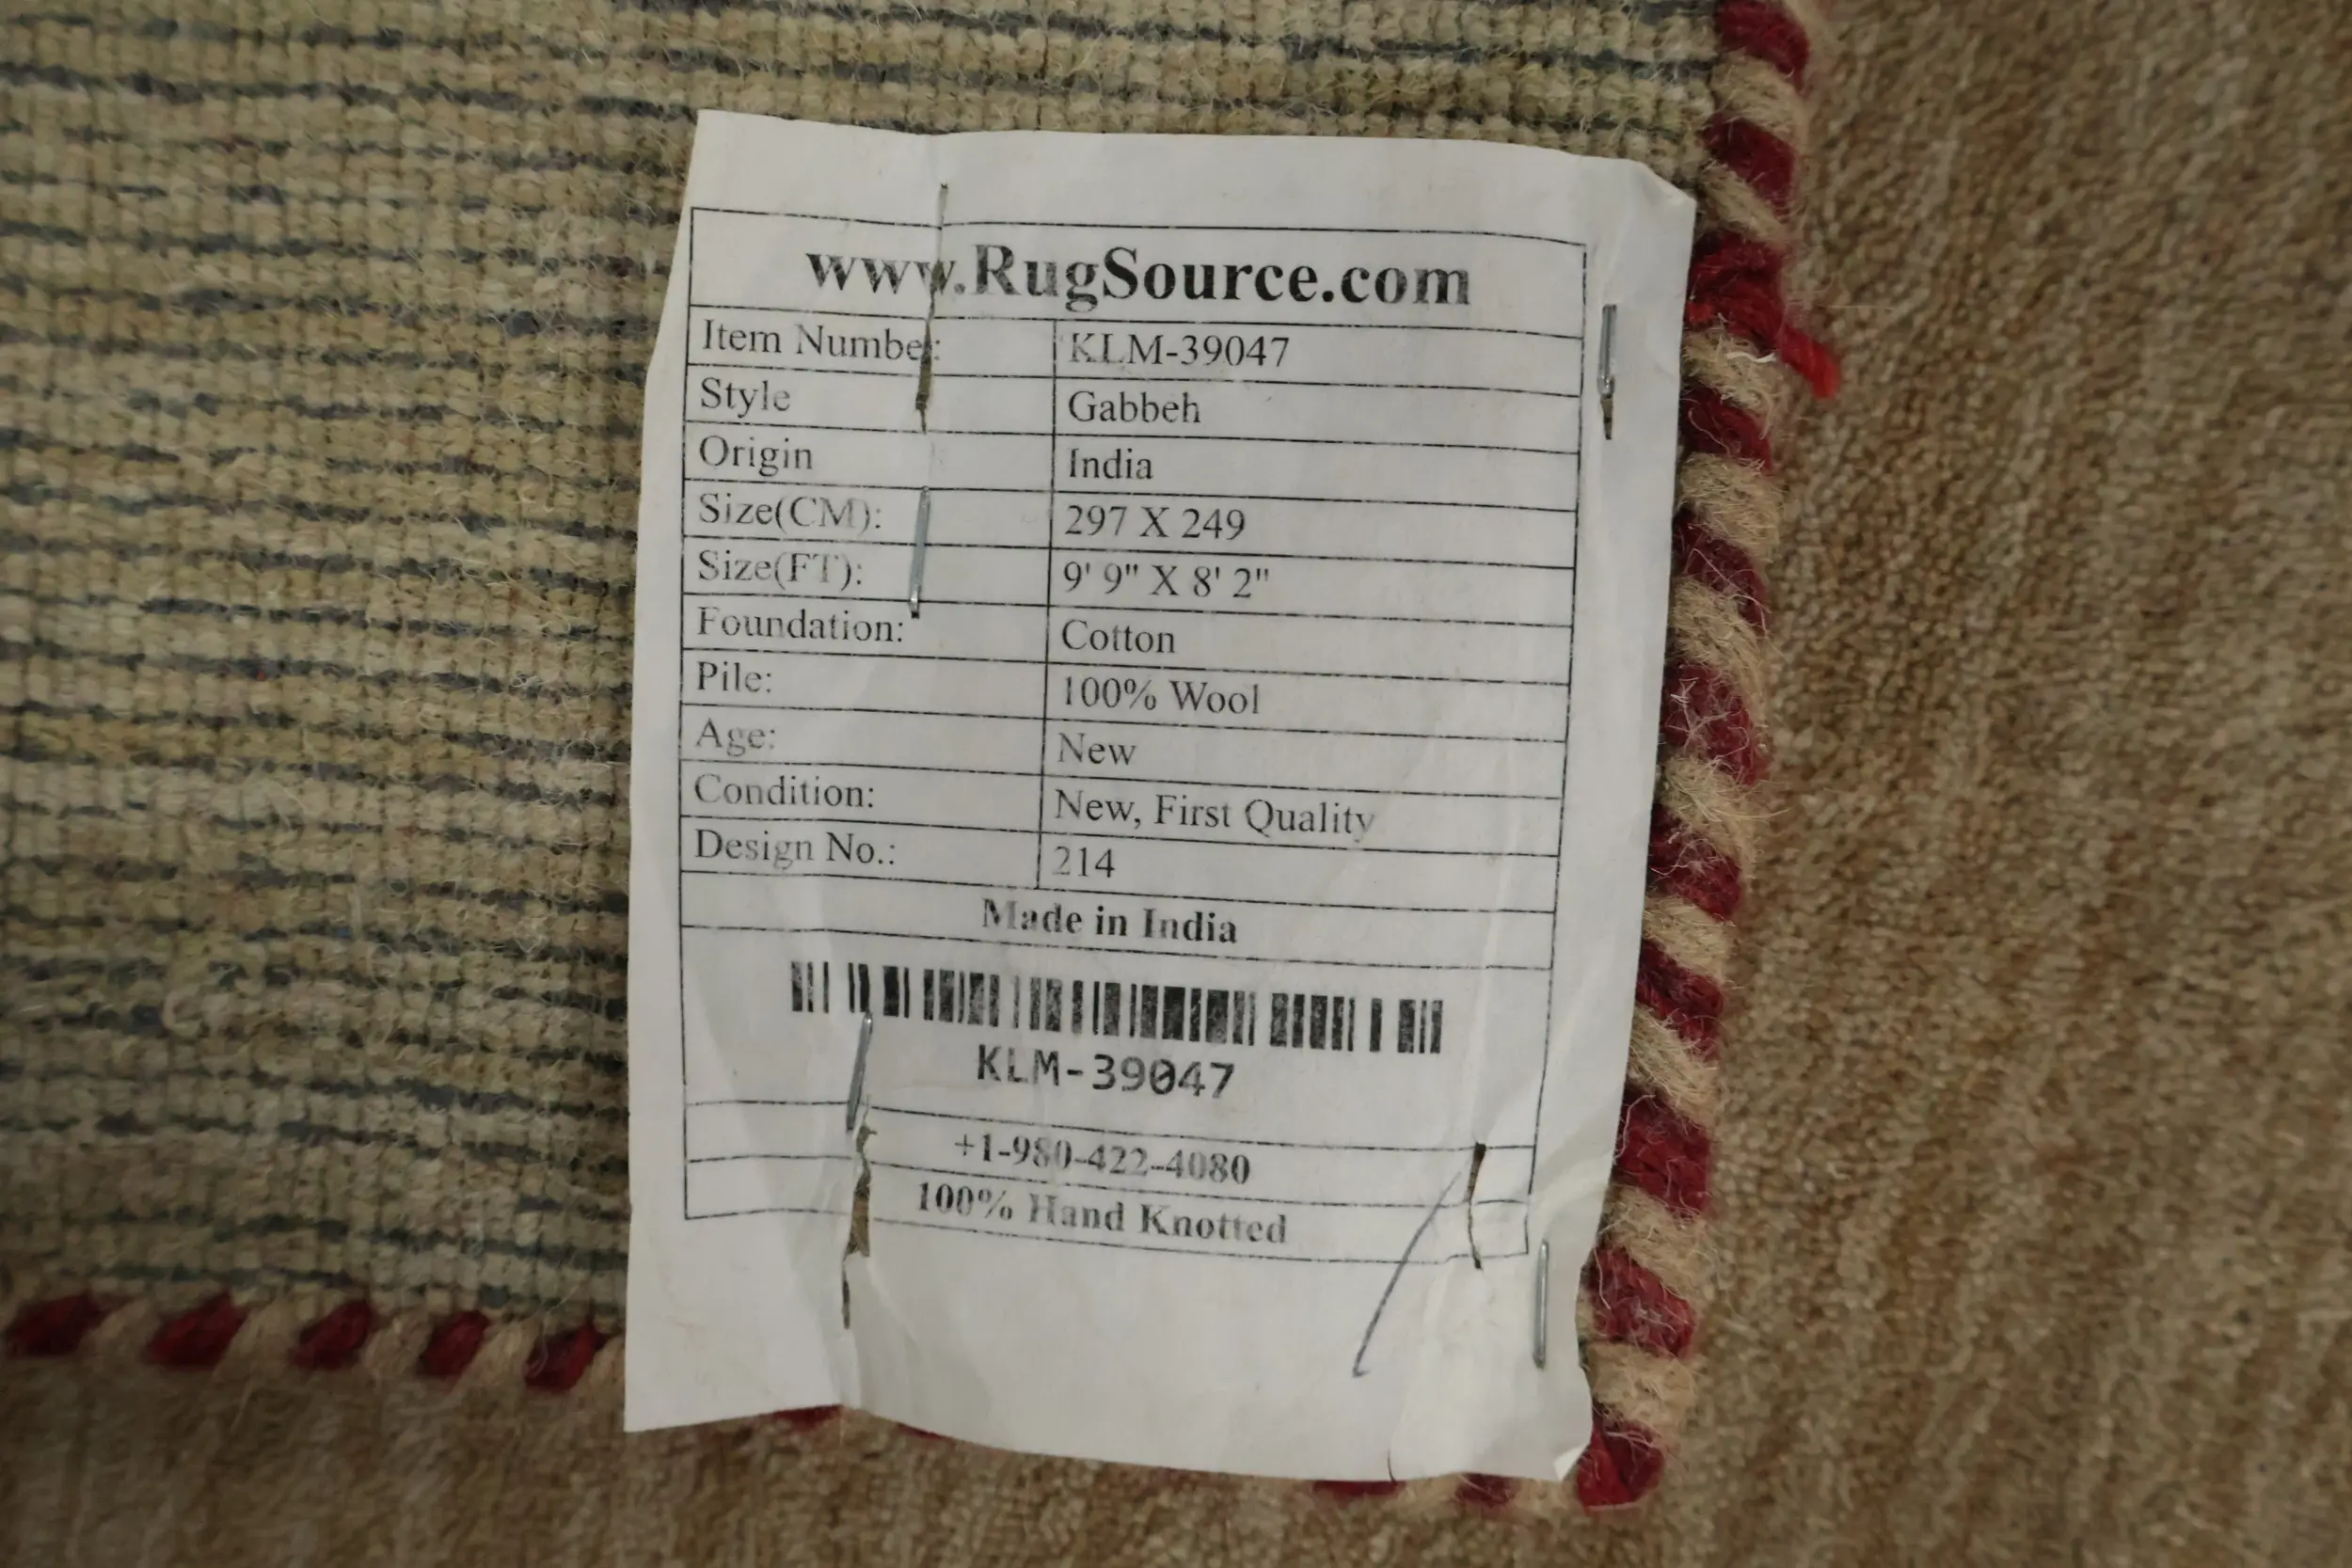 www.RugSource.com
Item Number: KLM-39047
Style Gabbeh
Origin India
Size(CM): 297 X 249
Size(FT): 9' 9" X 8' 2"
Foundation: Cotton
Pile: 100% Wool
Age: New
Condition: New, First Quality
Design No.: 214
Made in India
KLM-39047
+1-980-422-4080
100% Hand Knotted